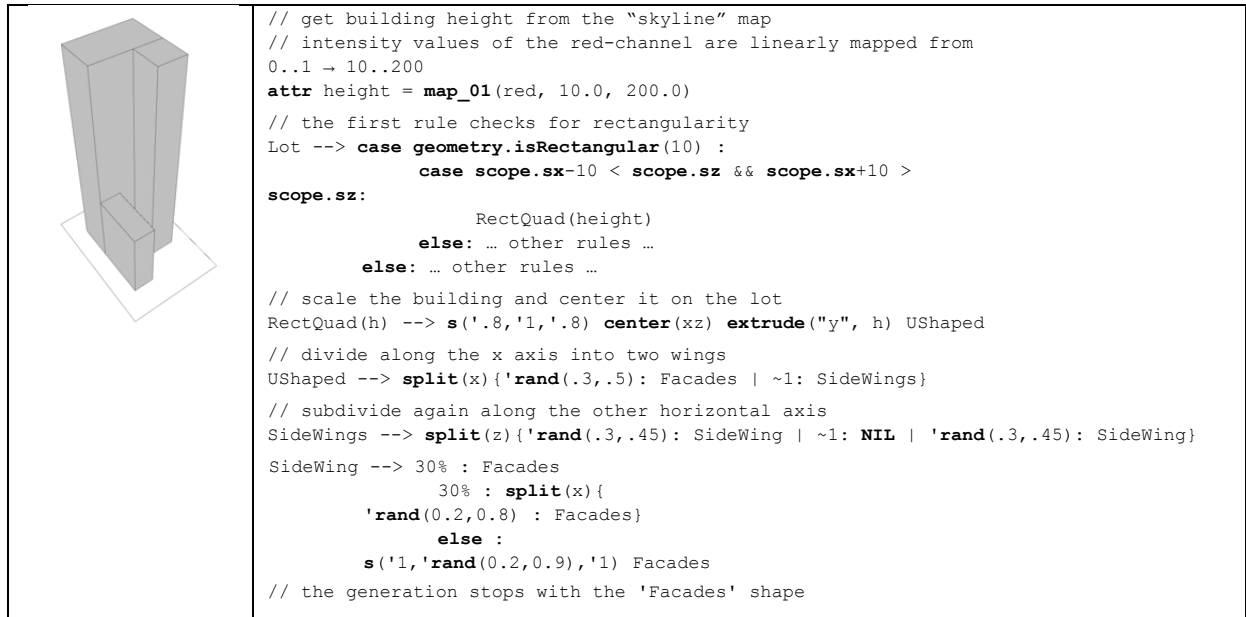 // get building height from the “skyline” map
// intensity values of the red-channel are linearly mapped from
0..1 → 10..200
attr height = map_01(red, 10.0, 200.0)
// the first rule checks for rectangularity
Lot --> case geometry.isRectangular(10) :
case scope.sx-10 < scope.sz && scope.sx+10 >
scope.sz:
RectQuad(height)
else: … other rules …
else: … other rules …
// scale the building and center it on the lot
RectQuad(h) --> s('.8,'1,'.8) center(xz) extrude("y", h) UShaped
// divide along the x axis into two wings
UShaped --> split(x){'rand(.3,.5): Facades | ~1: SideWings}
// subdivide again along the other horizontal axis
SideWings --> split(z){'rand(.3,.45): SideWing | ~1: NIL | 'rand(.3,.45): SideWing}
SideWing --> 30% : Facades
30% : split(x){
'rand(0.2,0.8) : Facades}
else :
s('1,'rand(0.2,0.9),'1) Facades
// the generation stops with the 'Facades' shape